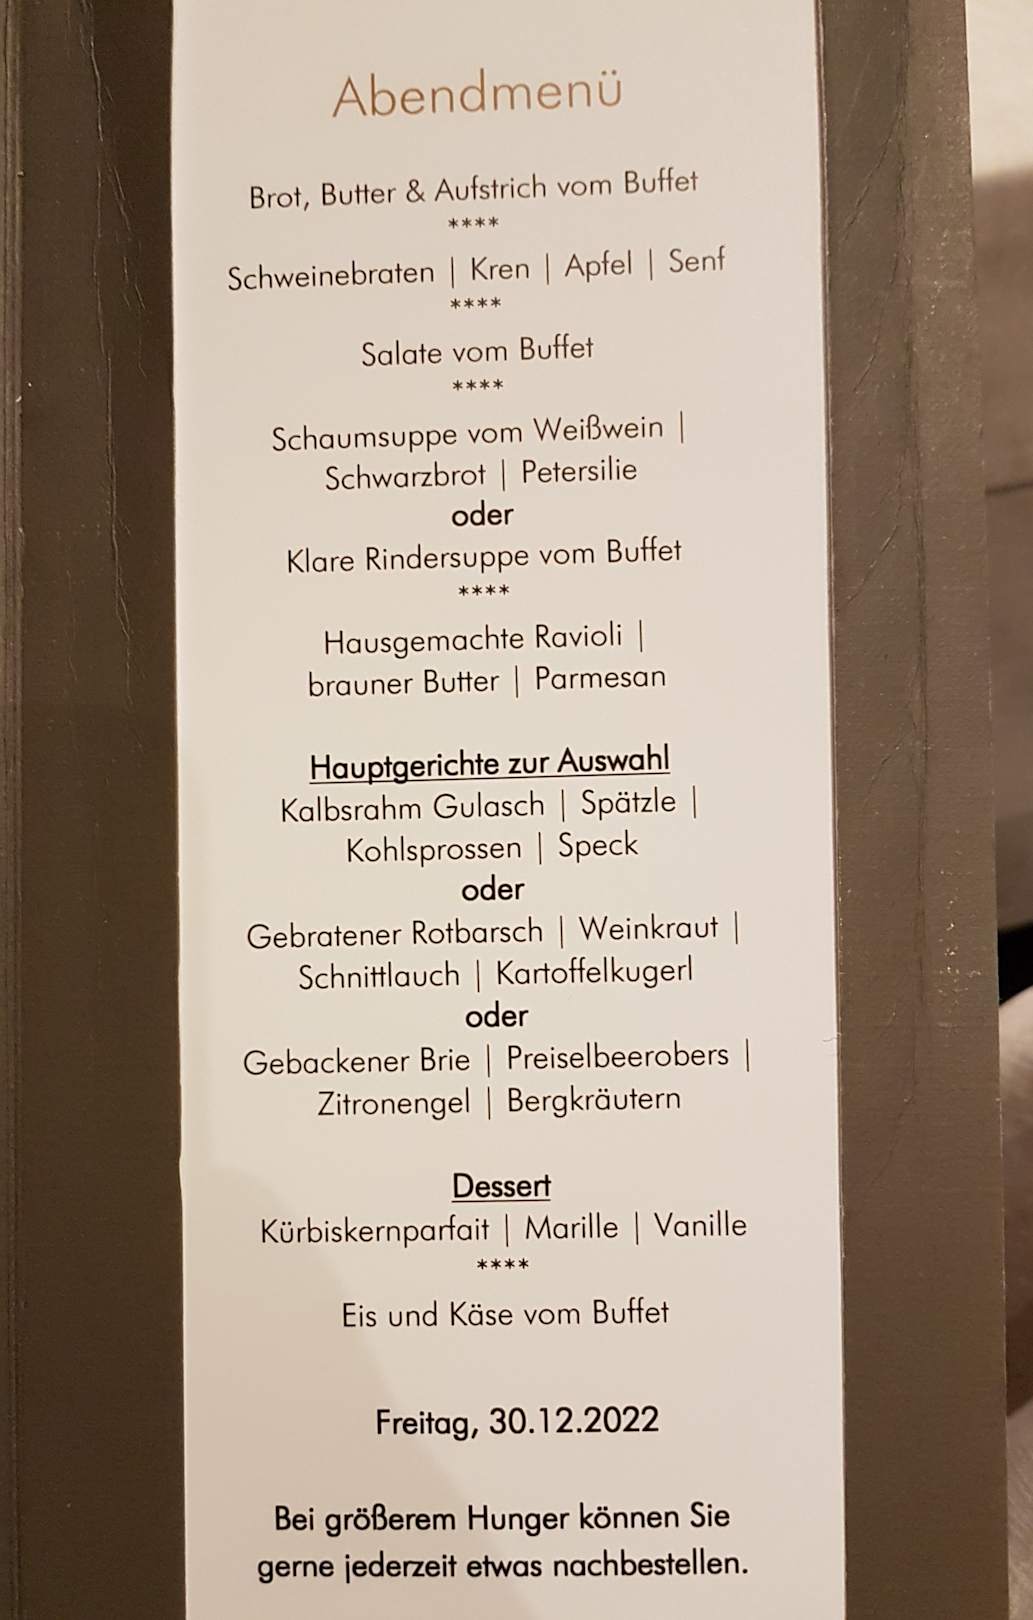 Abendmenü
Brot, Butter & Aufstrich vom Buffet
****
Schweinebraten | Kren | Apfel | Senf
****
Salate vom Buffet
****
Schaumsuppe vom Weißwein |
Schwarzbrot | Petersilie
oder
Klare Rindersuppe vom Buffet
****
Hausgemachte Ravioli |
brauner Butter | Parmesan
Hauptgerichte zur Auswahl
Kalbsrahm Gulasch | Spätzle |
Kohlsprossen | Speck
oder
Gebratener Rotbarsch | Weinkraut |
Schnittlauch | Kartoffelkugerl
oder
Gebackener Brie | Preiselbeerobers |
Zitronengel | Bergkräutern
Dessert
Kürbiskernparfait | Marille | Vanille
****
Eis und Käse vom Buffet
Freitag, 30.12.2022
Bei größerem Hunger können Sie
gerne jederzeit etwas nachbestellen.